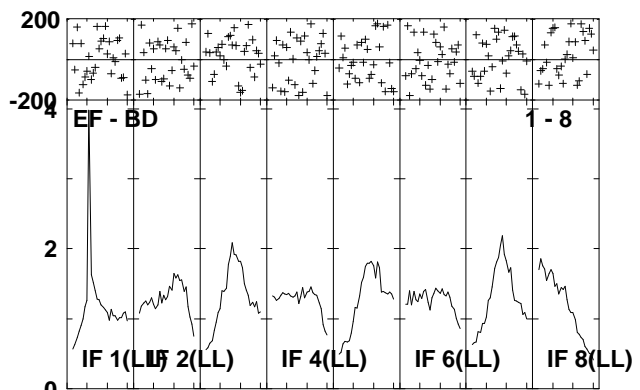 200
-200
4
EF - BD 1 - 8
2
0
IF 1(LL) IF 2(LL) IF 4(LL) IF 6(LL) IF 8(LL)